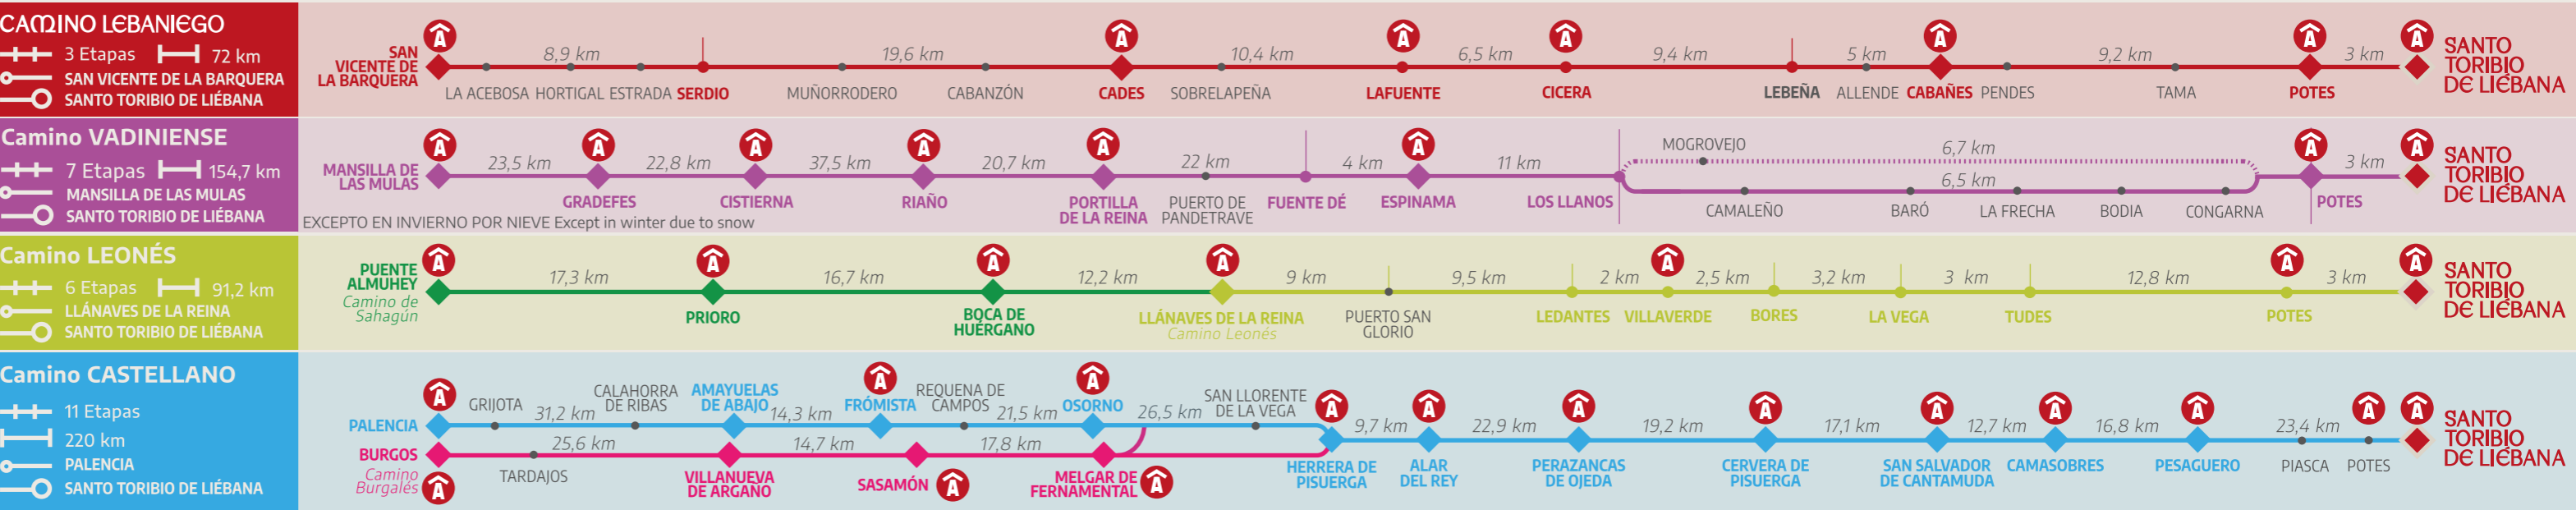 CAMINO LEBANIEGO
3 Etapas 72 km
SAN VICENTE DE LA BARQUERA
SANTO TORIBIO DE LIÉBANA
SAN
VICENTE DE
LA BARQUERA
8,9 km 19,6 km 10,4 km 6,5 km 9,4 km 5 km 9,2 km 3 km
LA ACEBOSA HORTIGAL ESTRADA SERDIO MUÑORRODERO CABANZÓN CADES SOBRELAPEÑA LAFUENTE CICERA LEBEÑA ALLENDE CABAÑES PENDES TAMA POTES
SANTO
TORIBIO
DE LIÉBANA
Camino VADINIENSE
7 Etapas 154,7 km
MANSILLA DE LAS MULAS
SANTO TORIBIO DE LIÉBANA
MANSILLA DE
LAS MULAS
23,5 km 22,8 km 37,5 km 20,7 km 22 km 4 km 11 km
MOGROVEJO
6,7 km
6,5 km
3 km
GRADEFES CISTIERNA RIAÑO PORTILLA
DE LA REINA
PUERTO DE
PANDETRAVE
FUENTE DÉ ESPINAMA LOS LLANOS
CAMALEÑO BARÓ LA FRECHA BODIA CONGARNA
POTES
EXCEPTO EN INVIERNO POR NIEVE Except in winter due to snow
SANTO
TORIBIO
DE LIÉBANA
Camino LEONÉS
6 Etapas 91,2 km
LLÁNAVES DE LA REINA
SANTO TORIBIO DE LIÉBANA
PUENTE
ALMUHEY
Camino de
Sahagún
17,3 km 16,7 km 12,2 km 9 km 9,5 km 2 km 2,5 km 3,2 km 3 km 12,8 km 3 km
PRIORO
BOCA DE
HUÉRGANO
LLÁNAVES DE LA REINA
Camino Leonés
PUERTO SAN
GLORIO
LEDANTES VILLAVERDE BORES LA VEGA TUDES POTES
SANTO
TORIBIO
DE LIÉBANA
Camino CASTELLANO
11 Etapas
220 km
PALENCIA
SANTO TORIBIO DE LIÉBANA
PALENCIA
GRIJOTA
31,2 km
CALAHORRA
DE RIBAS
AMAYUELAS
DE ABAJO
14,3 km
FRÓMISTA
REQUENA DE
CAMPOS
21,5 km
OSORNO
26,5 km
SAN LLORENTE
DE LA VEGA
BURGOS
Camino
Burgalés
25,6 km 14,7 km 17,8 km
TARDAJOS
VILLANUEVA
DE ARGAÑO
SASAMÓN
MELGAR DE
FERNAMENTAL
9,7 km 22,9 km 19,2 km 17,1 km 12,7 km 16,8 km 23,4 km
HERRERA DE
PISUERGA
ALAR
DEL REY
PERAZANCAS
DE OJEDA
CERVERA DE
PISUERGA
SAN SALVADOR
DE CANTAMUDA
CAMASOBRES
PESAGUERO
PIASCA POTES
SANTO
TORIBIO
DE LIÉBANA